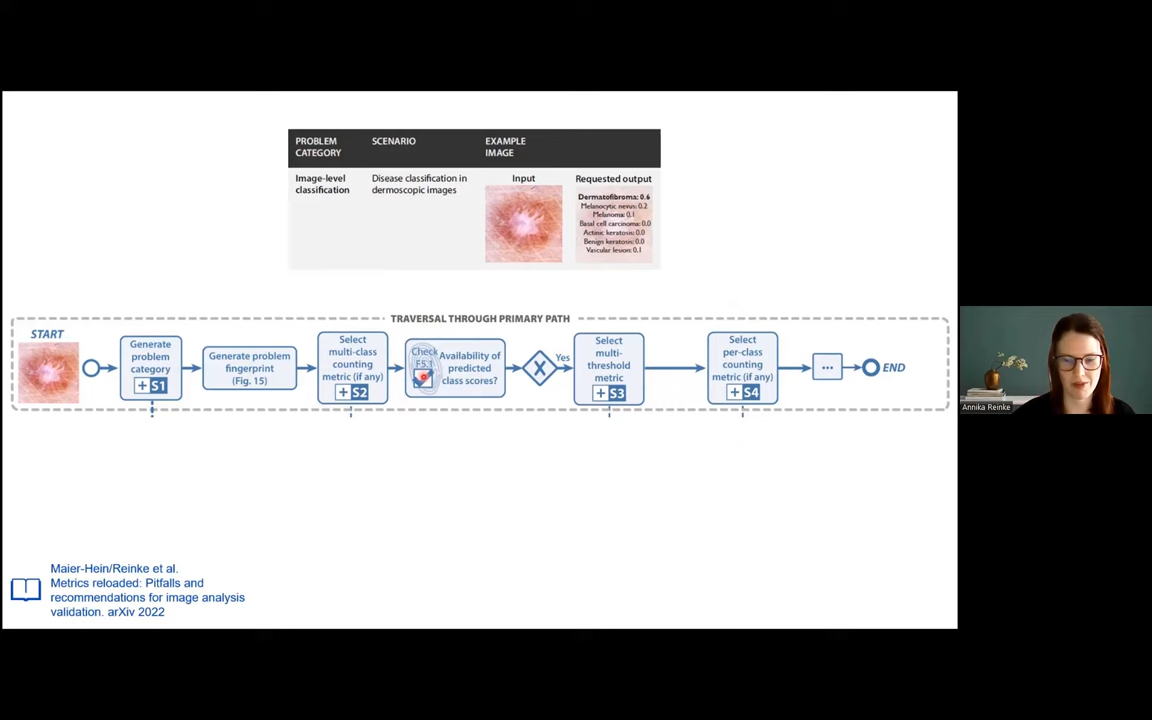 PROBLEM
CATEGORY
SCENARIO
EXAMPLE
IMAGE
Image-level
classification
Disease classification in
dermoscopic images
Input
Requested output
Dermatofibroma: 0.6
Melanocytic nevus: 0.2
Melanoma: 0.1
Basal cell carcinoma: 0.0
Actinic keratosis: 0.0
Benign keratosis: 0.0
Vascular lesion: 0.1
TRAVERSAL THROUGH PRIMARY PATH
START
Generate
problem
category
+ S1
Generate problem
fingerprint
(Fig. 15)
Select
multi-class
counting
metric (if any)
+ S2
Check
F5.1
Availability of
predicted
class scores?
X
Yes
Select
multi-
threshold
metric
+ S3
Select
per-class
counting
metric (if any)
+ S4
...
END
Annika Reinke
Maier-Hein/Reinke et al.
Metrics reloaded: Pitfalls and
recommendations for image analysis
validation. arXiv 2022